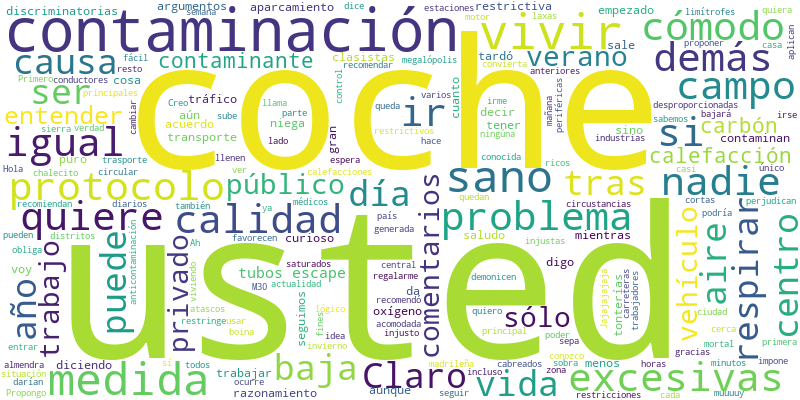 discriminatorias
argumentos
semana
aparcamiento
dice
estaciones
restrictiva
motor
laxas
empezado
limítrofes
quiera
contaminación
vivir
cómodo
clasistas
recomendar
megalópolis
tardó
sale
proponer
casa
aplican
causa
fácil
resto
contaminante
coche
verano
demás
Primero
conductores
cosa
principales
Creo
tráfico
llama
control
convierta
queda
varios
anteriores
ser
cambiar
aún
sube
parte
niega
gran
restrictivos
ir
cuanto
irme
decir
tener
ninguna
mañana
periféricas
campo
desproporcionadas
sabemos
bajará
irse
entender
acuerdo
transporte
lado
espera
hace
si
sino
industrias
carbón
contaminan
igual
sierra
verdad
puro
Hola
chalecito
trasporte
circular
llenen
ver
calefacciones
conocida
ricos
calefacción
casi
único
protocolo
público
día
sano
tras
nadie
recomiendan
diarios
también
ya
médicos
quedan
circunstancias
cortas
perjudican
quiere
calidad
país
generada
comentarios
problema
podría
pueden
obliga
distritos
anticontaminación
Ah
favorecen
curioso
saludo
injustas
mientras
usted
vehículo
aire
respirar
centro
voy
puede
privado
viviendo
saturados
M30
tubos escape
central
regalarme
digo
demonicen
Jajajajajaja
tonterías
carreteras
trabajadores
ciudad
cerca
primera
año
trabajo
atascos
restringe
usar
boina
actualidad
seguimos
fines
lógico
da
recomendo
oxígeno
acomodada
injusto
quiero
sólo
principal
poder
sepa
gracias
mortal
minutos
entrar
almendra
situación
darian
Propongo
diciendo
medida
sí
todos
trabajar
ocurre
razonamiento
idea
invierno
baja
aunque
Claro
madrileña
seguir
incluso
cabreados
vida
conozco
zona
sobra
menos
horas
impone
excesivas
restricciones
cada
muuuuy